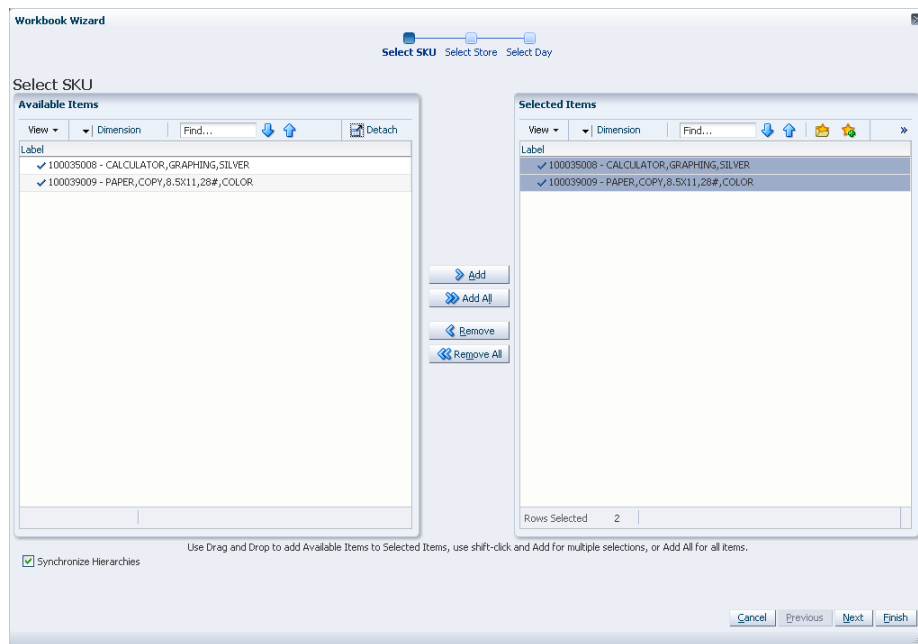 Workbook Wizard
Select SKU Select Store Select Day
Select SKU
Available Items
View Dimension Find... Detach
Label
100035008 - CALCULATOR,GRAPHING,SILVER
100039009 - PAPER,COPY,8.5X11,28#,COLOR
Add
Add All
Remove
Remove All
Selected Items
View Dimension Find... »
Label
100035008 - CALCULATOR,GRAPHING,SILVER
100039009 - PAPER,COPY,8.5X11,28#,COLOR
Rows Selected 2
Use Drag and Drop to add Available Items to Selected Items, use shift-click and Add for multiple selections, or Add All for all items.
Synchronize Hierarchies
Cancel Previous Next Finish